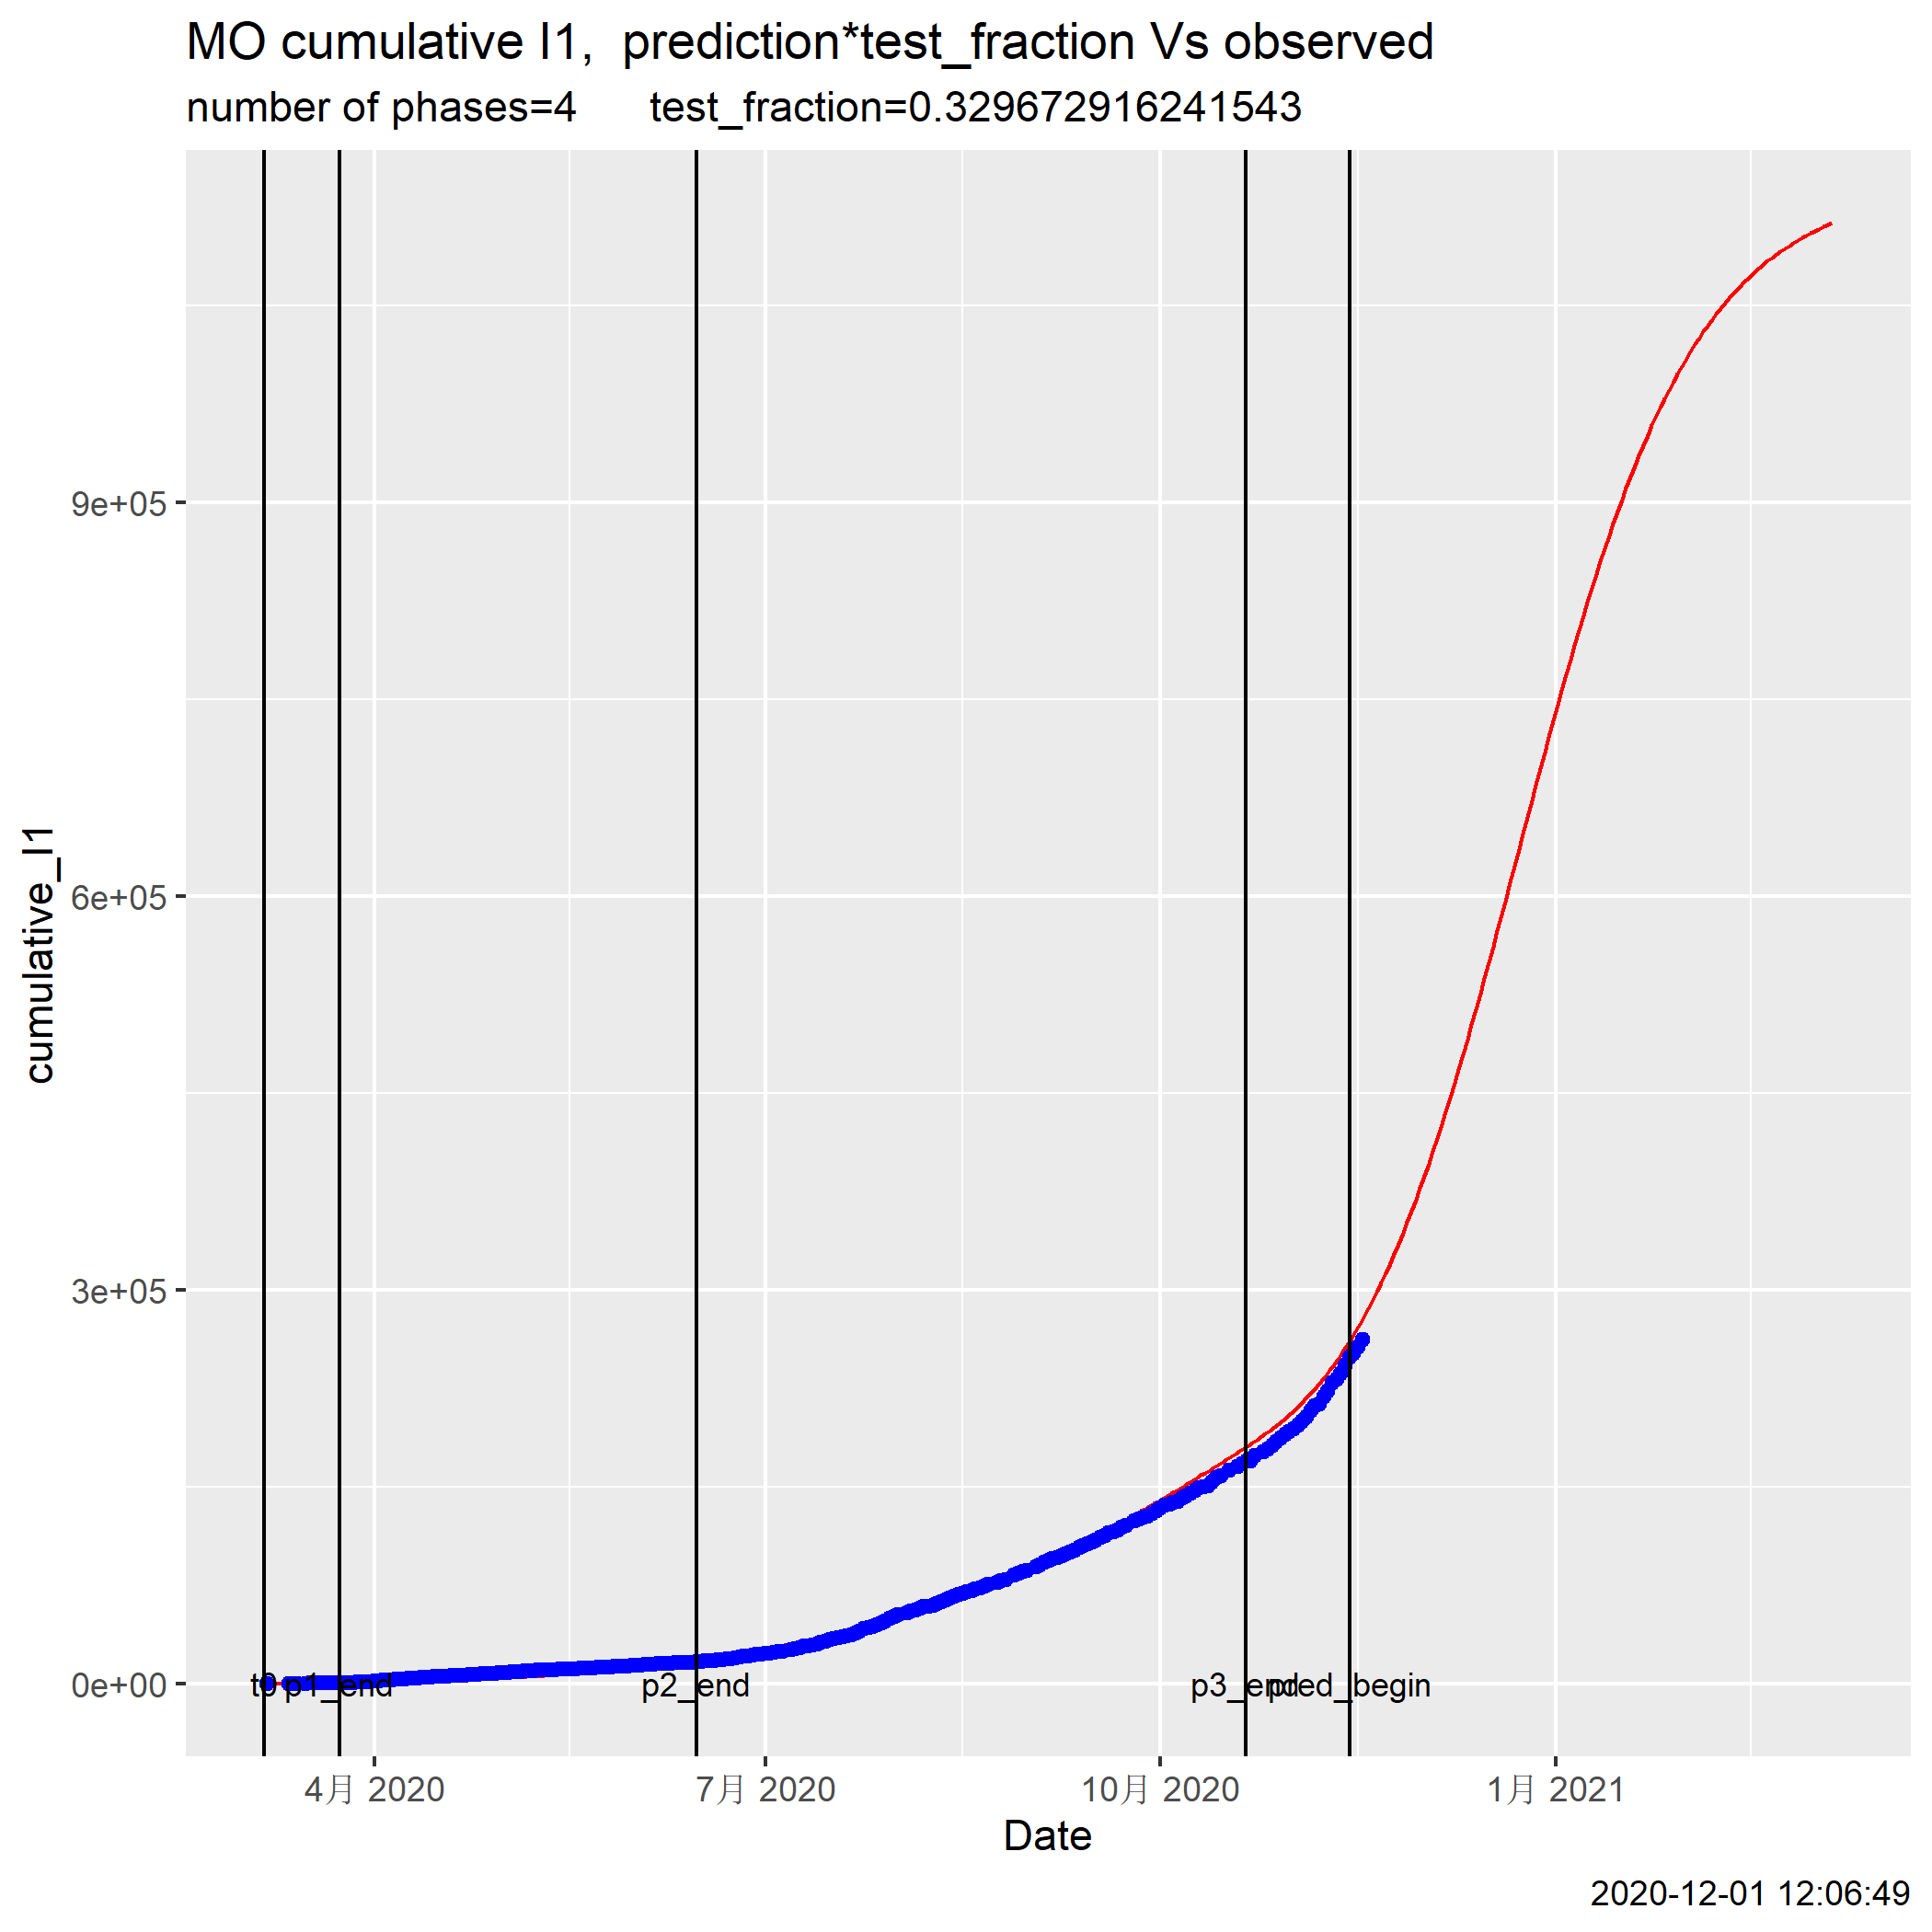 MO cumulative I1,  prediction*test_fraction Vs observed
number of phases=4      test_fraction=0.329672916241543
cumulative_I1
9e+05
6e+05
3e+05
0e+00
t0 p1_end p2_end p3_end pred_begin
4月 2020 7月 2020 10月 2020 1月 2021
Date
2020-12-01 12:06:49